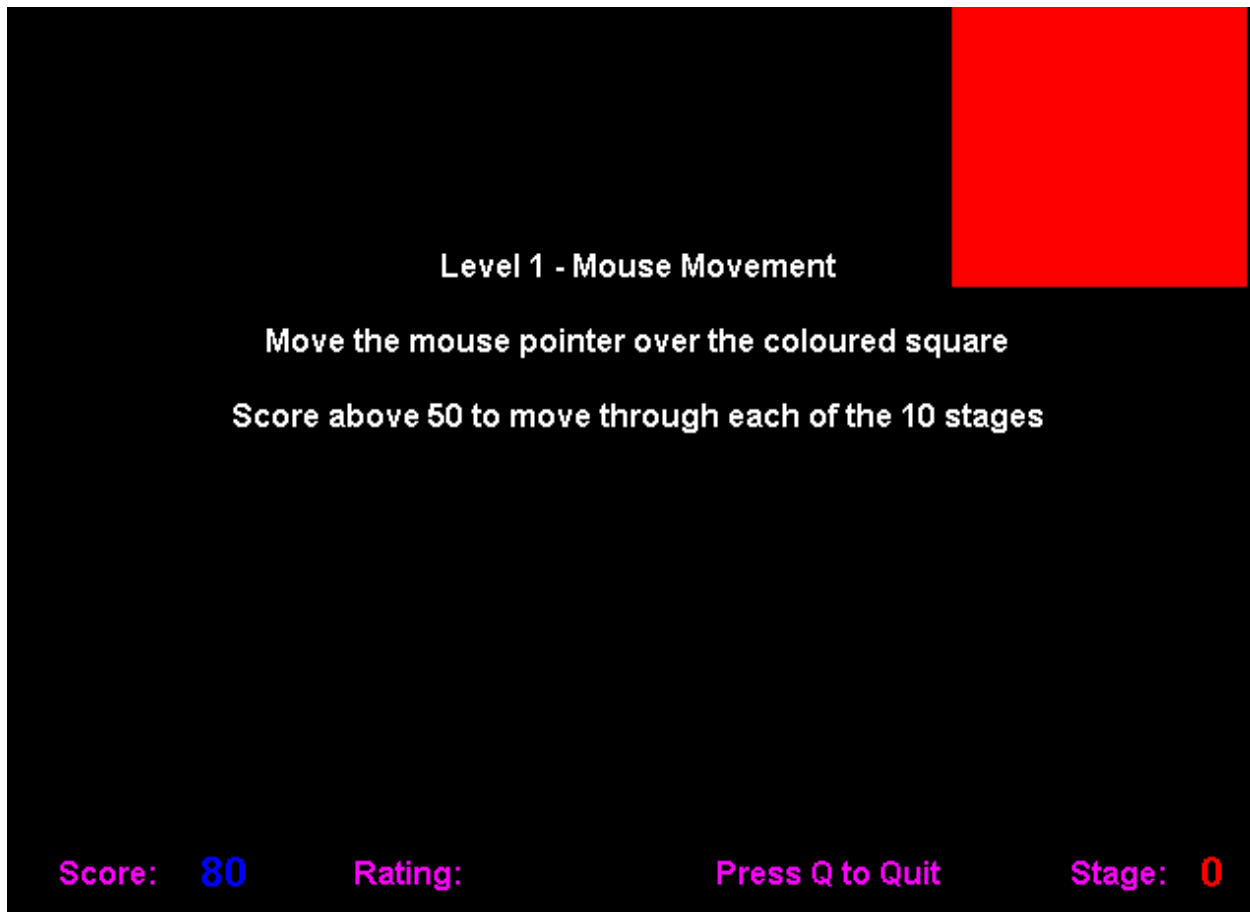 Level 1 - Mouse Movement
Move the mouse pointer over the coloured square
Score above 50 to move through each of the 10 stages
Score: 80 Rating: Press Q to Quit Stage: 0